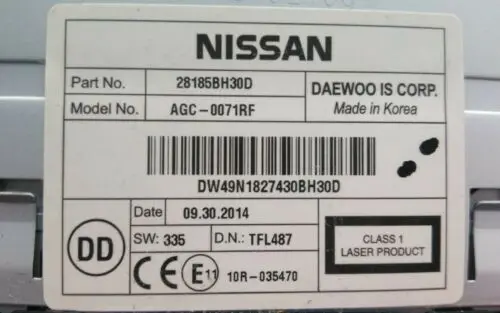 NISSAN
Part No. 28185BH30D
Model No. AGC-0071RF
DAEWOO IS CORP.
Made in Korea
DW49N1827430BH30D
DD
Date 09.30.2014
SW: 335 D.N.: TFL487
CE E11 10R-035470
CLASS 1
LASER PRODUCT